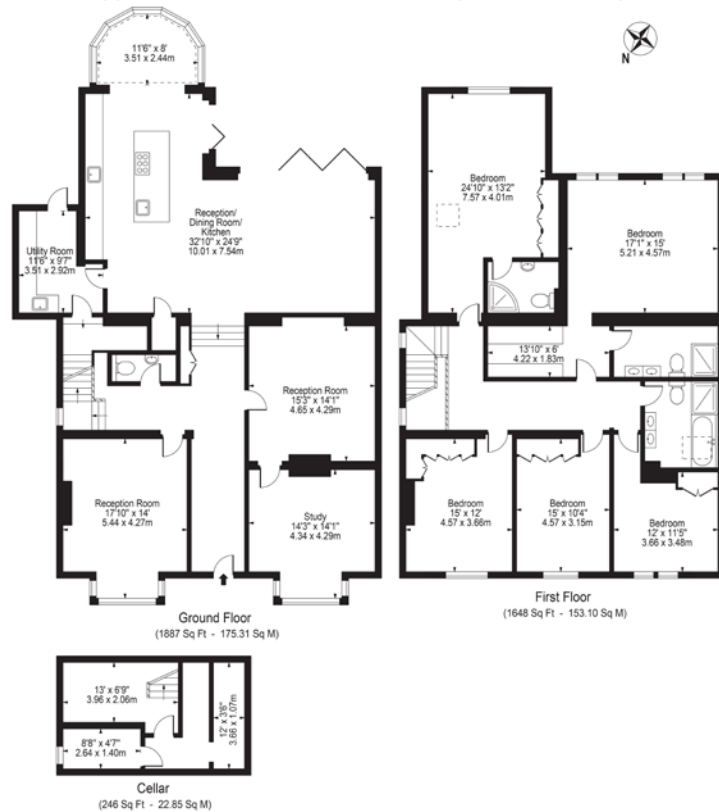 11'6" x 8'
3.51 x 2.44m
N
Reception/
Dining Room/
Kitchen
32'10" x 24'9"
10.01 x 7.54m
Utility Room
11'6" x 9'7"
3.51 x 2.92m
Reception Room
15'3" x 14'1"
4.65 x 4.29m
Reception Room
17'10" x 14'
5.44 x 4.27m
Study
14'3" x 14'1"
4.34 x 4.29m
Ground Floor
(1887 Sq Ft - 175.31 Sq M)
Bedroom
24'10" x 13'2"
7.57 x 4.01m
Bedroom
17'1" x 15'
5.21 x 4.57m
13'10" x 6'
4.22 x 1.83m
Bedroom
15' x 12'
4.57 x 3.66m
Bedroom
15' x 10'4"
4.57 x 3.15m
Bedroom
12' x 11'5"
3.66 x 3.48m
First Floor
(1648 Sq Ft - 153.10 Sq M)
13' x 6'9"
3.96 x 2.06m
8'8" x 4'7"
2.64 x 1.40m
12' x 3'6"
3.66 x 1.07m
Cellar
(246 Sq Ft - 22.85 Sq M)